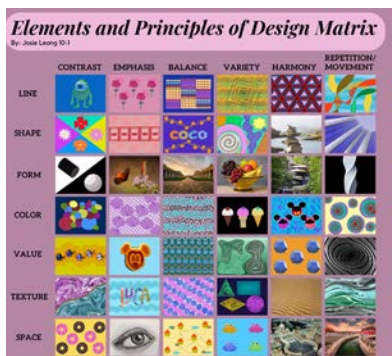 Elements and Principles of Design Matrix
By: Josie Leong 10-1
CONTRAST EMPHASIS BALANCE VARIETY HARMONY REPETITION/
MOVEMENT
LINE
SHAPE
COCO
FORM
COLOR
VALUE
TEXTURE
LUCA
SPACE